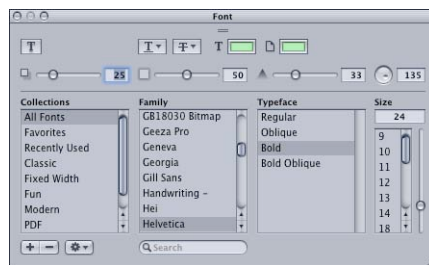 Font
T T T T
25 50 33 135
Collections Family Typeface Size
All Fonts GB18030 Bitmap Regular 24
Favorites Geeza Pro Oblique 9
Recently Used Geneva Bold 10
Classic Georgia Bold Oblique 11
Fixed Width Gill Sans 12
Fun Handwriting – 13
Modern Hei 14
PDF Helvetica 18
Search